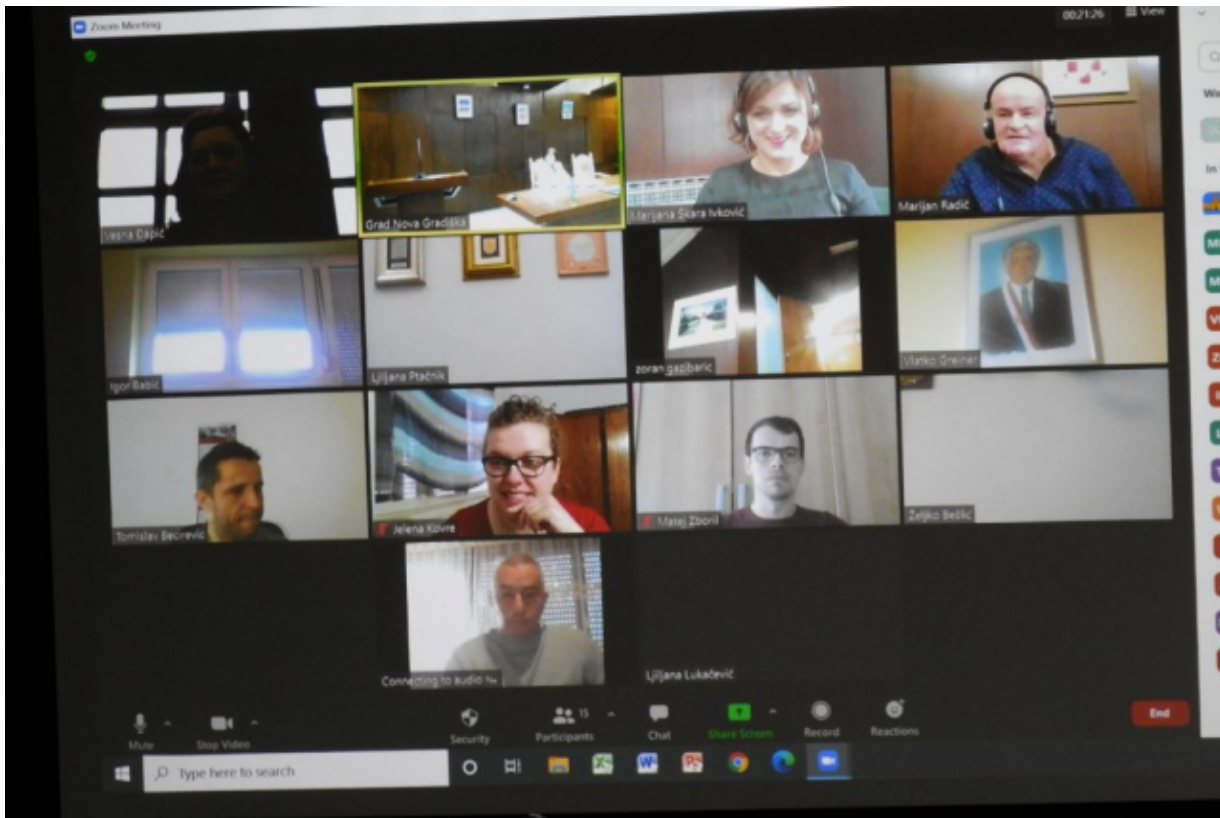 Zoom Meeting
00:21:26
View
Vesna Čapić
Grad Nova Gradiška
Marijana Škara Ivković
Marijan Radić
Igor Babić
Ljiljana Ptačnik
zoran gazibaric
Vlatko Greiner
Tomislav Bećirević
Jelena Kovre
Matej Zboril
Željko Bešlić
Connecting to audio
Ljiljana Lukačević
Mute
Stop Video
Security
Participants
15
Chat
Share Screen
Record
Reactions
End
Type here to search